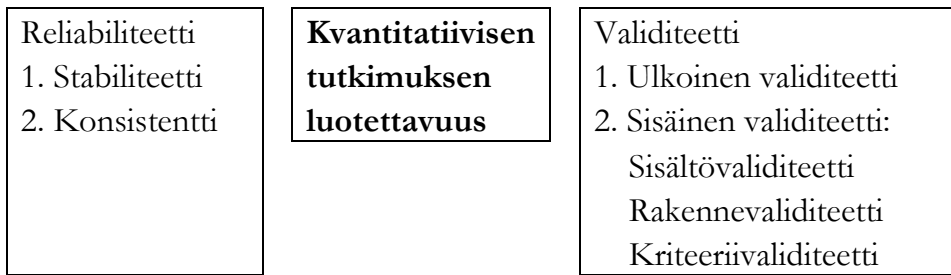 Reliabiliteetti
1. Stabiliteetti
2. Konsistentti
Kvantitatiivisen
tutkimuksen
luotettavuus
Validiteetti
1. Ulkoinen validiteetti
2. Sisäinen validiteetti:
Sisältövaliditeetti
Rakennevaliditeetti
Kriteeriivaliditeetti